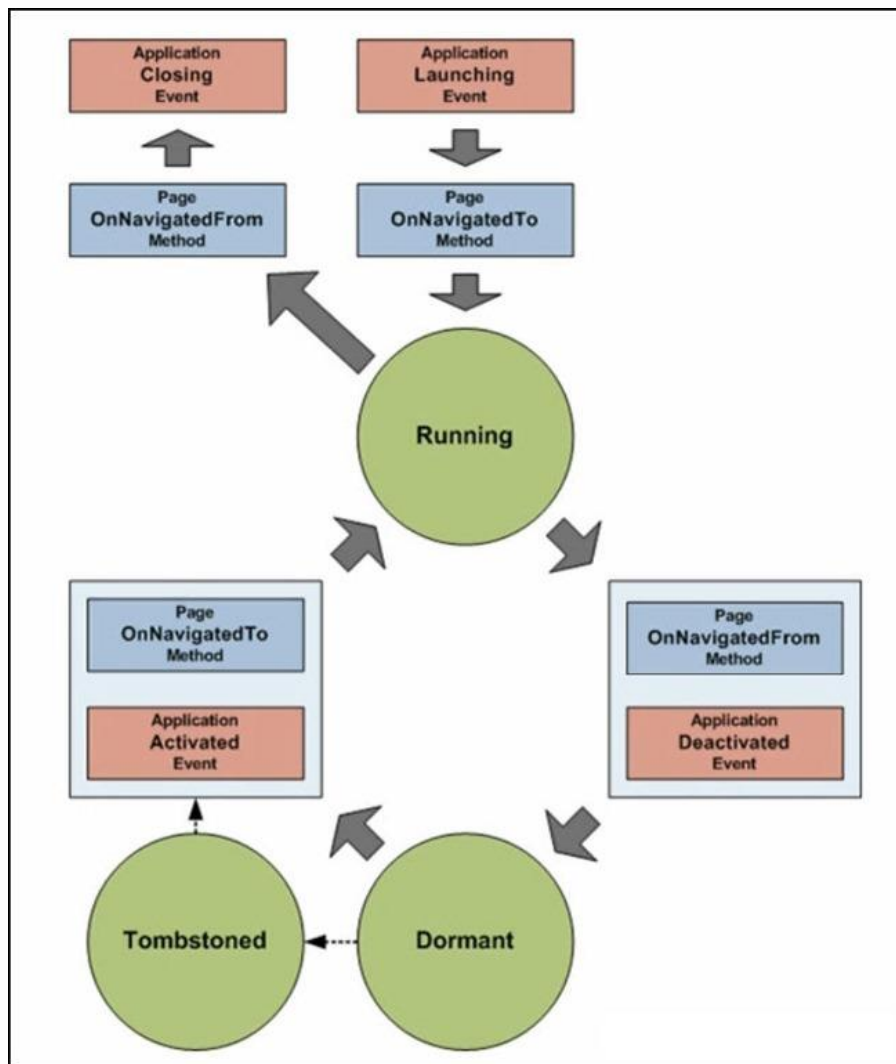 Application
Closing
Event
Application
Launching
Event
Page
OnNavigatedFrom
Method
Page
OnNavigatedTo
Method
Running
Page
OnNavigatedTo
Method
Application
Activated
Event
Page
OnNavigatedFrom
Method
Application
Deactivated
Event
Tombstoned
Dormant